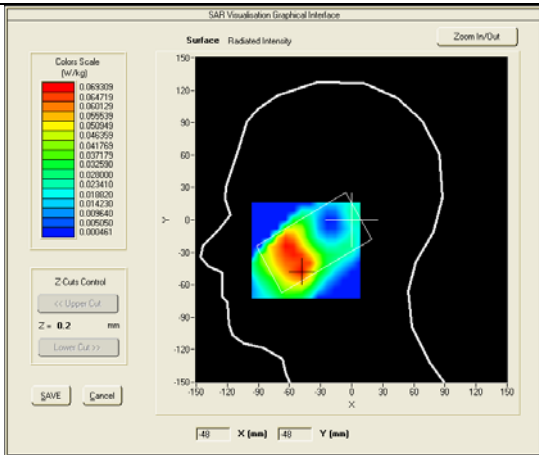 SAR Visualisation Graphical Interface
Surface Radiated Intensity
Zoom In/Out
Colors Scale
(W/kg)
0.069309
0.064719
0.060129
0.055539
0.050949
0.046359
0.041769
0.037179
0.032590
0.028000
0.023410
0.018820
0.014230
0.009640
0.005050
0.000461
Z-Cuts Control
<< Upper Cut
Z = 0.2 mm
Lower Cut >>
SAVE Cancel
150
120
90
60
30
0
-30
-60
-90
-120
-150
Y
-150 -120 -90 -60 -30 0 30 60 90 120 150
X
-48 X (mm) -48 Y (mm)